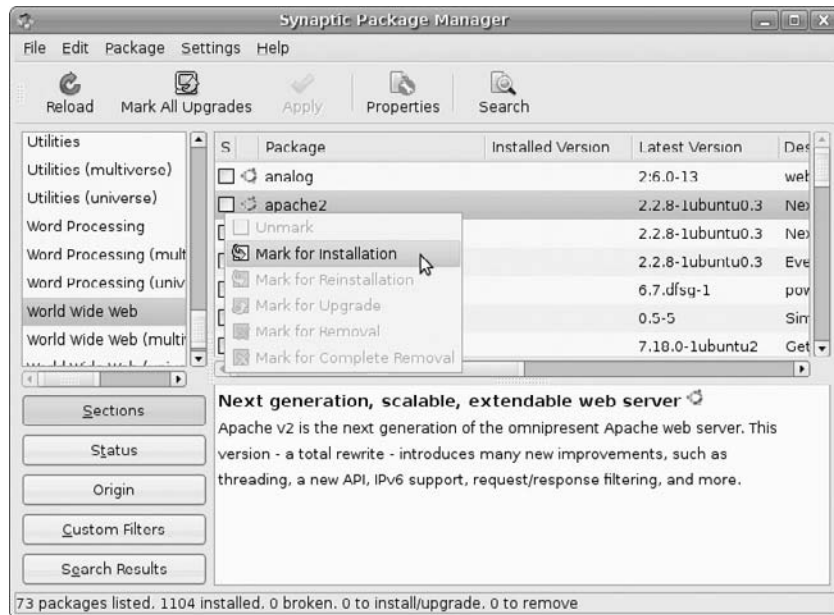 Synaptic Package Manager
File Edit Package Settings Help
Reload Mark All Upgrades Apply Properties Search
Utilities
Utilities (multiverse)
Utilities (universe)
Word Processing
Word Processing (mult
Word Processing (univ
World Wide Web
World Wide Web (multi
S Package Installed Version Latest Version Des
analog 2:6.0-13 web
apache2 2.2.8-1ubuntu0.3 Nex
2.2.8-1ubuntu0.3 Nex
2.2.8-1ubuntu0.3 Eve
6.7.dfsg-1 pow
0.5-5 Sim
7.18.0-1ubuntu2 Get
Unmark
Mark for Installation
Mark for Reinstallation
Mark for Upgrade
Mark for Removal
Mark for Complete Removal
Sections
Status
Origin
Custom Filters
Search Results
Next generation, scalable, extendable web server
Apache v2 is the next generation of the omnipresent Apache web server. This
version - a total rewrite - introduces many new improvements, such as
threading, a new API, IPv6 support, request/response filtering, and more.
73 packages listed. 1104 installed. 0 broken. 0 to install/upgrade. 0 to remove